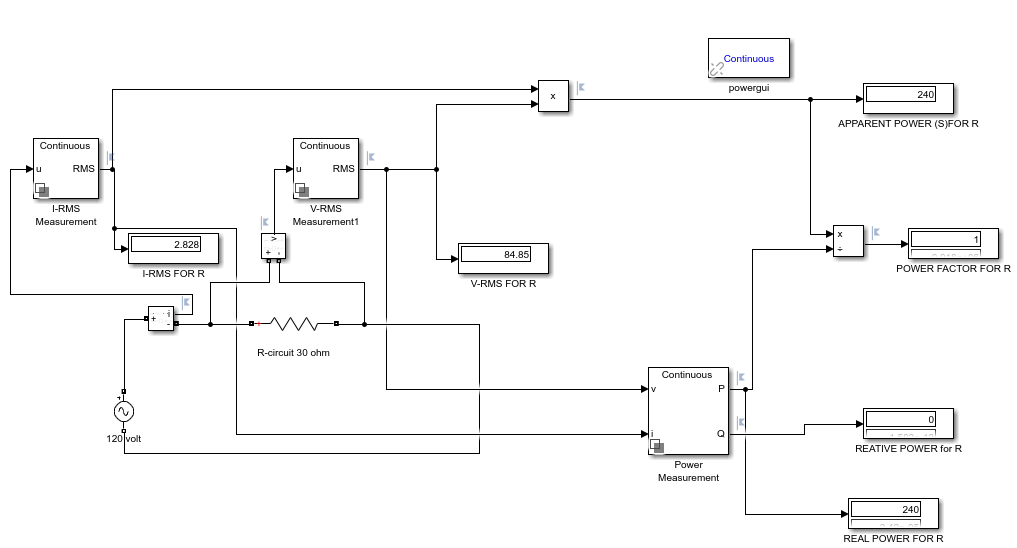 Continuous
powergui
x
240
APPARENT POWER (S)FOR R
Continuous
u
RMS
I-RMS
Measurement
Continuous
u
RMS
V-RMS
Measurement1
2.828
I-RMS FOR R
84.85
V-RMS FOR R
x
÷
1
POWER FACTOR FOR R
+
-
i
+
-
R-circuit 30 ohm
120 volt
Continuous
v
P
i
Q
Power
Measurement
0
REATIVE POWER for R
240
REAL POWER FOR R